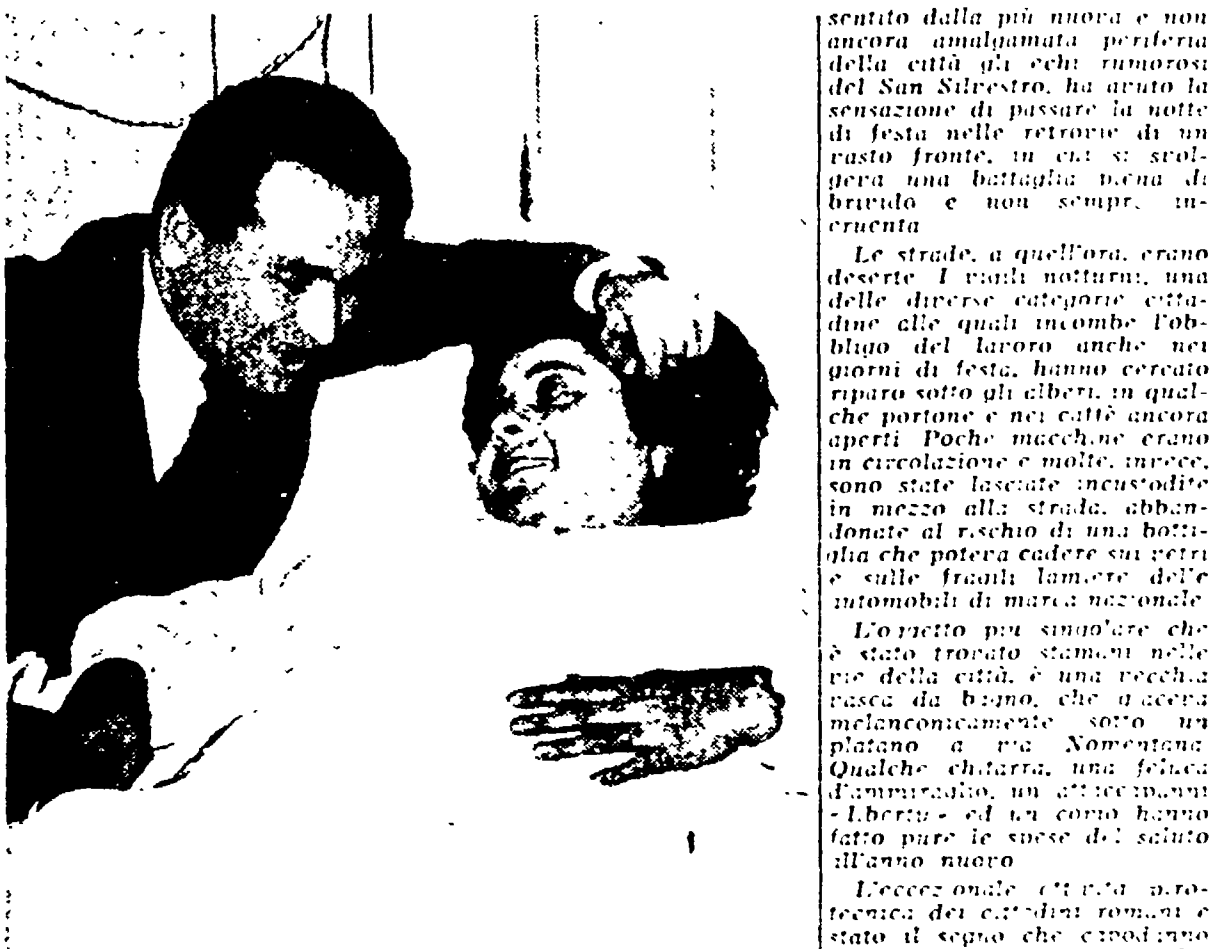 sentito dalla più nuova e non
ancora amalgamata periferia
della città gli echi rumorosi
del San Silvestro, ha avuto la
sensazione di passare la notte
di festa nelle retrovie di un
vasto fronte, in cui si svol-
geva una battaglia piena di
brivido e non sempre in-
cruenta
Le strade, a quell'ora, erano
deserte I vigili notturni, una
delle diverse categorie citta-
dine alle quali incombe l'ob-
bligo del lavoro anche nei
giorni di festa, hanno cercato
riparo sotto gli alberi, in qual-
che portone e nei caffè ancora
aperti Poche macchine erano
in circolazione e molte, invece,
sono state lasciate incustodite
in mezzo alla strada, abban-
donate al rischio di una botti-
glia che poteva cadere sui vetri
e sulle fragili lamiere delle
automobili di marca nazionale
L'oggetto più singolare che
è stato trovato stamani nelle
vie della città, è una vecchia
vasca da bagno, che giaceva
melanconicamente sotto un
platano a via Nomentana
Qualche chitarra, una feluca
d'ammiraglio, un attaccapanni
«Liberty» ed un corno hanno
fatto pure le spese del saluto
all'anno nuovo
L'eccezionale attività piro-
tecnica dei cittadini romani è
stato il segno che capodanno